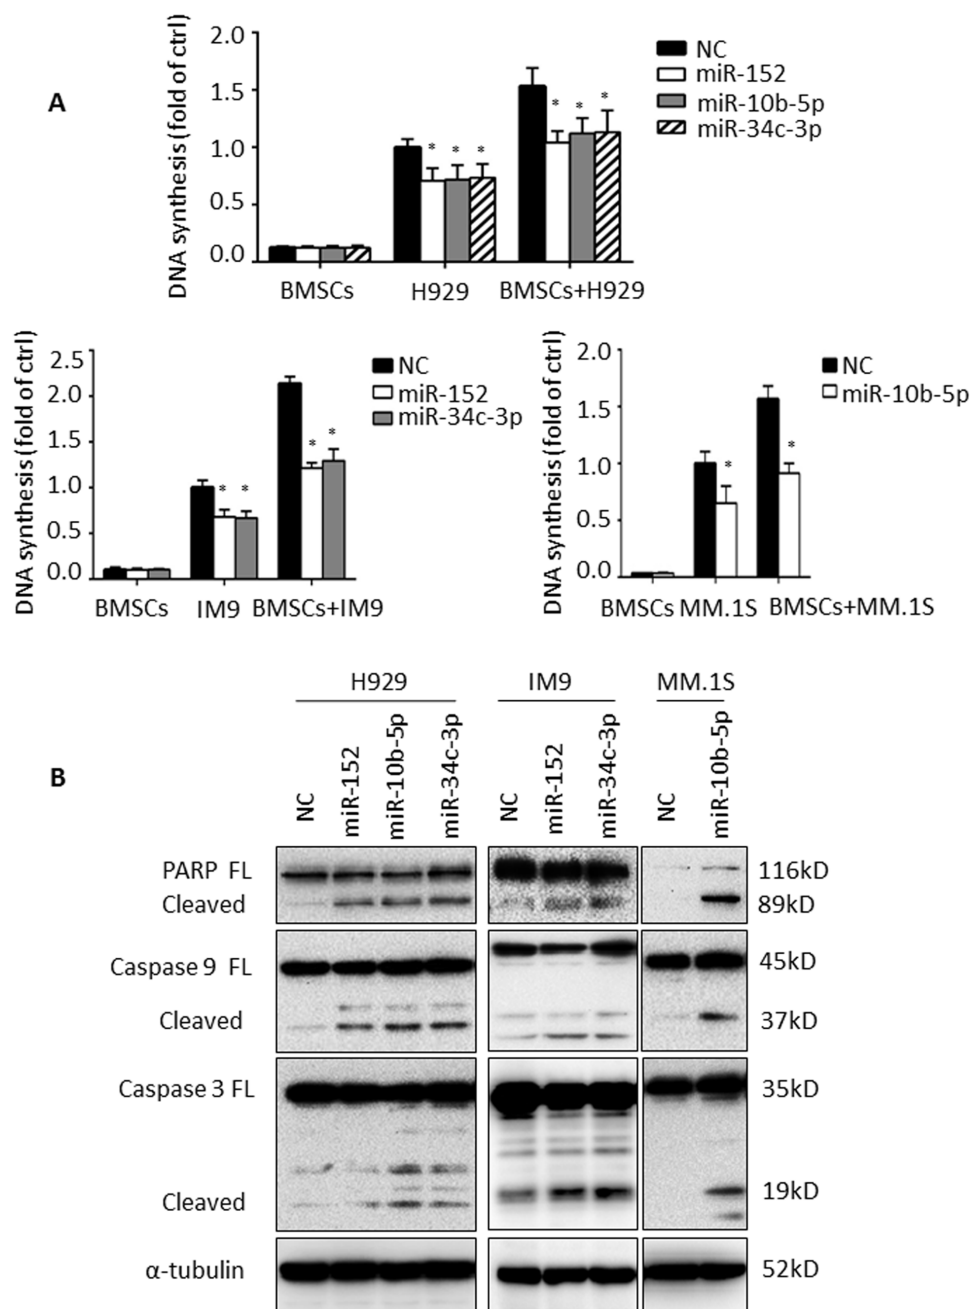 A
DNA synthesis (fold of ctrl)
2.0
1.5
1.0
0.5
0.0
* * *
* * *
BMSCs
H929
BMSCs+H929
NC
miR-152
miR-10b-5p
miR-34c-3p
DNA synthesis (fold of ctrl)
2.5
2.0
1.5
1.0
0.5
0.0
* *
* *
BMSCs
IM9
BMSCs+IM9
NC
miR-152
miR-34c-3p
DNA synthesis (fold of ctrl)
2.0
1.5
1.0
0.5
0.0
*
*
BMSCs
MM.1S
BMSCs+MM.1S
NC
miR-10b-5p
B
H929
IM9
MM.1S
NC
miR-152
miR-10b-5p
miR-34c-3p
NC
miR-152
miR-34c-3p
NC
miR-10b-5p
PARP FL
116kD
Cleaved
89kD
Caspase 9 FL
45kD
Cleaved
37kD
Caspase 3 FL
35kD
Cleaved
19kD
α-tubulin
52kD